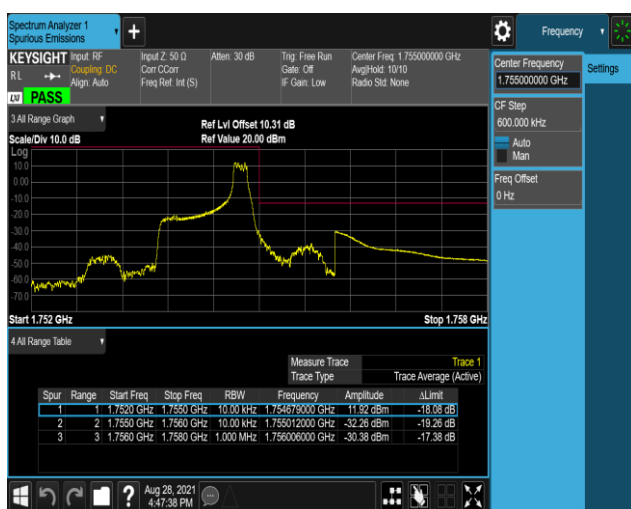 Spectrum Analyzer 1
Spurious Emissions
+
Frequency
KEYSIGHT Input: RF Input Z: 50 Ω Atten: 30 dB Trig: Free Run Center Freq: 1.755000000 GHz
RL Coupling: DC Corr CCorr Gate: Off Avg|Hold: 10/10
Align: Auto Freq Ref: Int (S) IF Gain: Low Radio Std: None
LXI PASS
Center Frequency
1.755000000 GHz
Settings
CF Step
600.000 kHz
Auto
Man
Freq Offset
0 Hz
3 All Range Graph
Ref Lvl Offset 10.31 dB
Scale/Div 10.0 dB Ref Value 20.00 dBm
Log
10.0
0.00
-10.0
-20.0
-30.0
-40.0
-50.0
-60.0
-70.0
Start 1.752 GHz Stop 1.758 GHz
4 All Range Table
Measure Trace Trace 1
Trace Type Trace Average (Active)
Spur Range Start Freq Stop Freq RBW Frequency Amplitude ΔLimit
1 1 1.7520 GHz 1.7550 GHz 10.00 kHz 1.754679000 GHz 11.92 dBm -18.08 dB
2 2 1.7550 GHz 1.7560 GHz 10.00 kHz 1.755012000 GHz -32.26 dBm -19.26 dB
3 3 1.7560 GHz 1.7580 GHz 1.000 MHz 1.756006000 GHz -30.38 dBm -17.38 dB
? Aug 28, 2021
4:47:38 PM